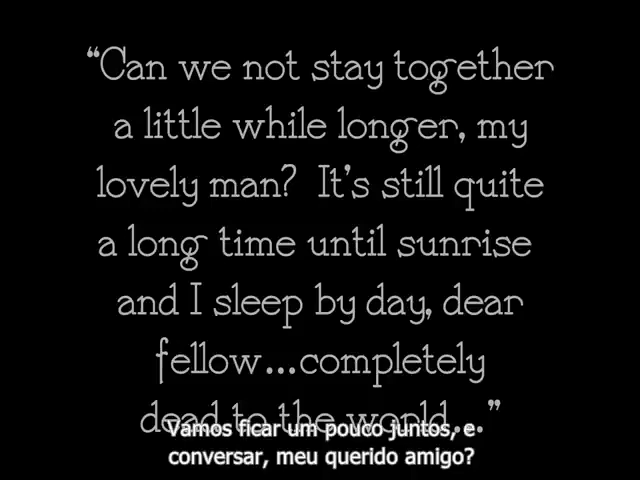 “Can we not stay together
a little while longer, my
lovely man? It's still quite
a long time until sunrise
and I sleep by day, dear
fellow...completely
dead to the world...”
Vamos ficar um pouco juntos, e
conversar, meu querido amigo?